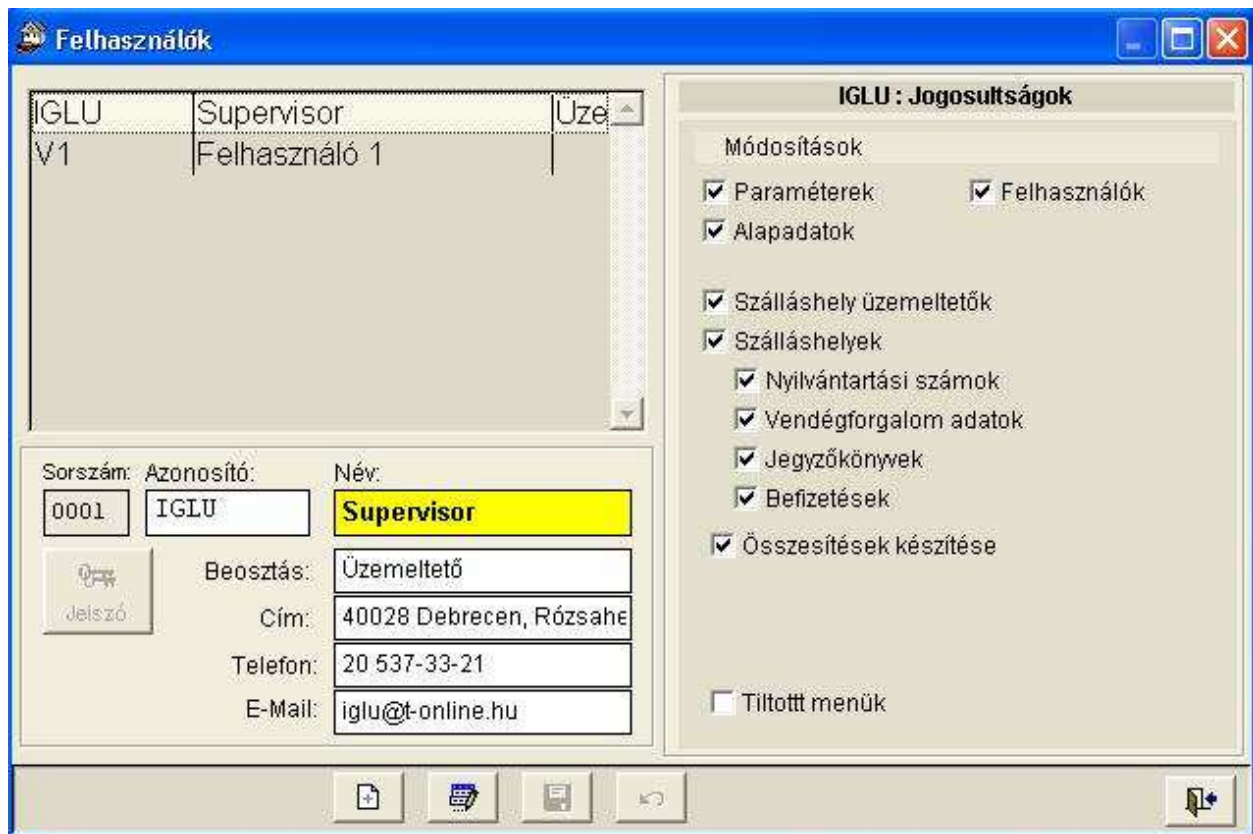 Felhasználók
IGLU Supervisor Üze
V1 Felhasználó 1
Sorszám: Azonosító: Név:
0001 IGLU Supervisor
Jelszó
Beosztás: Üzemeltető
Cím: 40028 Debrecen, Rózsahe
Telefon: 20 537-33-21
E-Mail: iglu@t-online.hu
IGLU : Jogosultságok
Módosítások
Paraméterek Felhasználók
Alapadatok
Szálláshely üzemeltetők
Szálláshelyek
Nyilvántartási számok
Vendégforgalom adatok
Jegyzőkönyvek
Befizetések
Összesítések készítése
Tiltottt menük